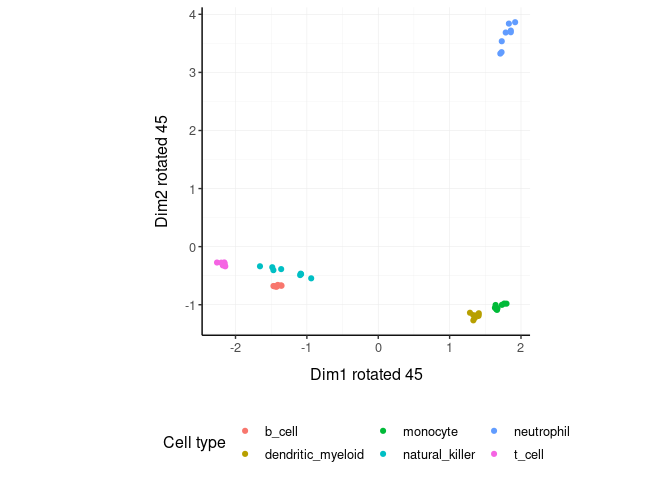 4
3
2
1
0
-1
Dim2 rotated 45
-2 -1 0 1 2
Dim1 rotated 45
Cell type
b_cell monocyte neutrophil
dendritic_myeloid natural_killer t_cell